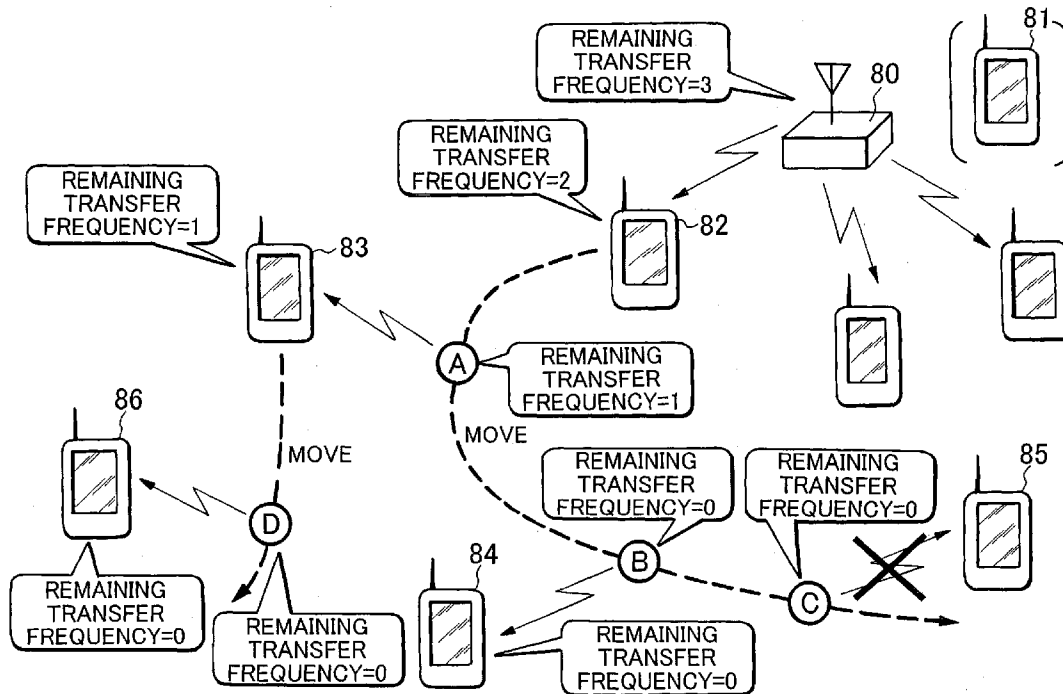 REMAINING
TRANSFER
FREQUENCY=3
80
81
REMAINING
TRANSFER
FREQUENCY=2
82
REMAINING
TRANSFER
FREQUENCY=1
83
A
REMAINING
TRANSFER
FREQUENCY=1
MOVE
MOVE
86
D
REMAINING
TRANSFER
FREQUENCY=0
REMAINING
TRANSFER
FREQUENCY=0
84
REMAINING
TRANSFER
FREQUENCY=0
B
REMAINING
TRANSFER
FREQUENCY=0
REMAINING
TRANSFER
FREQUENCY=0
C
85